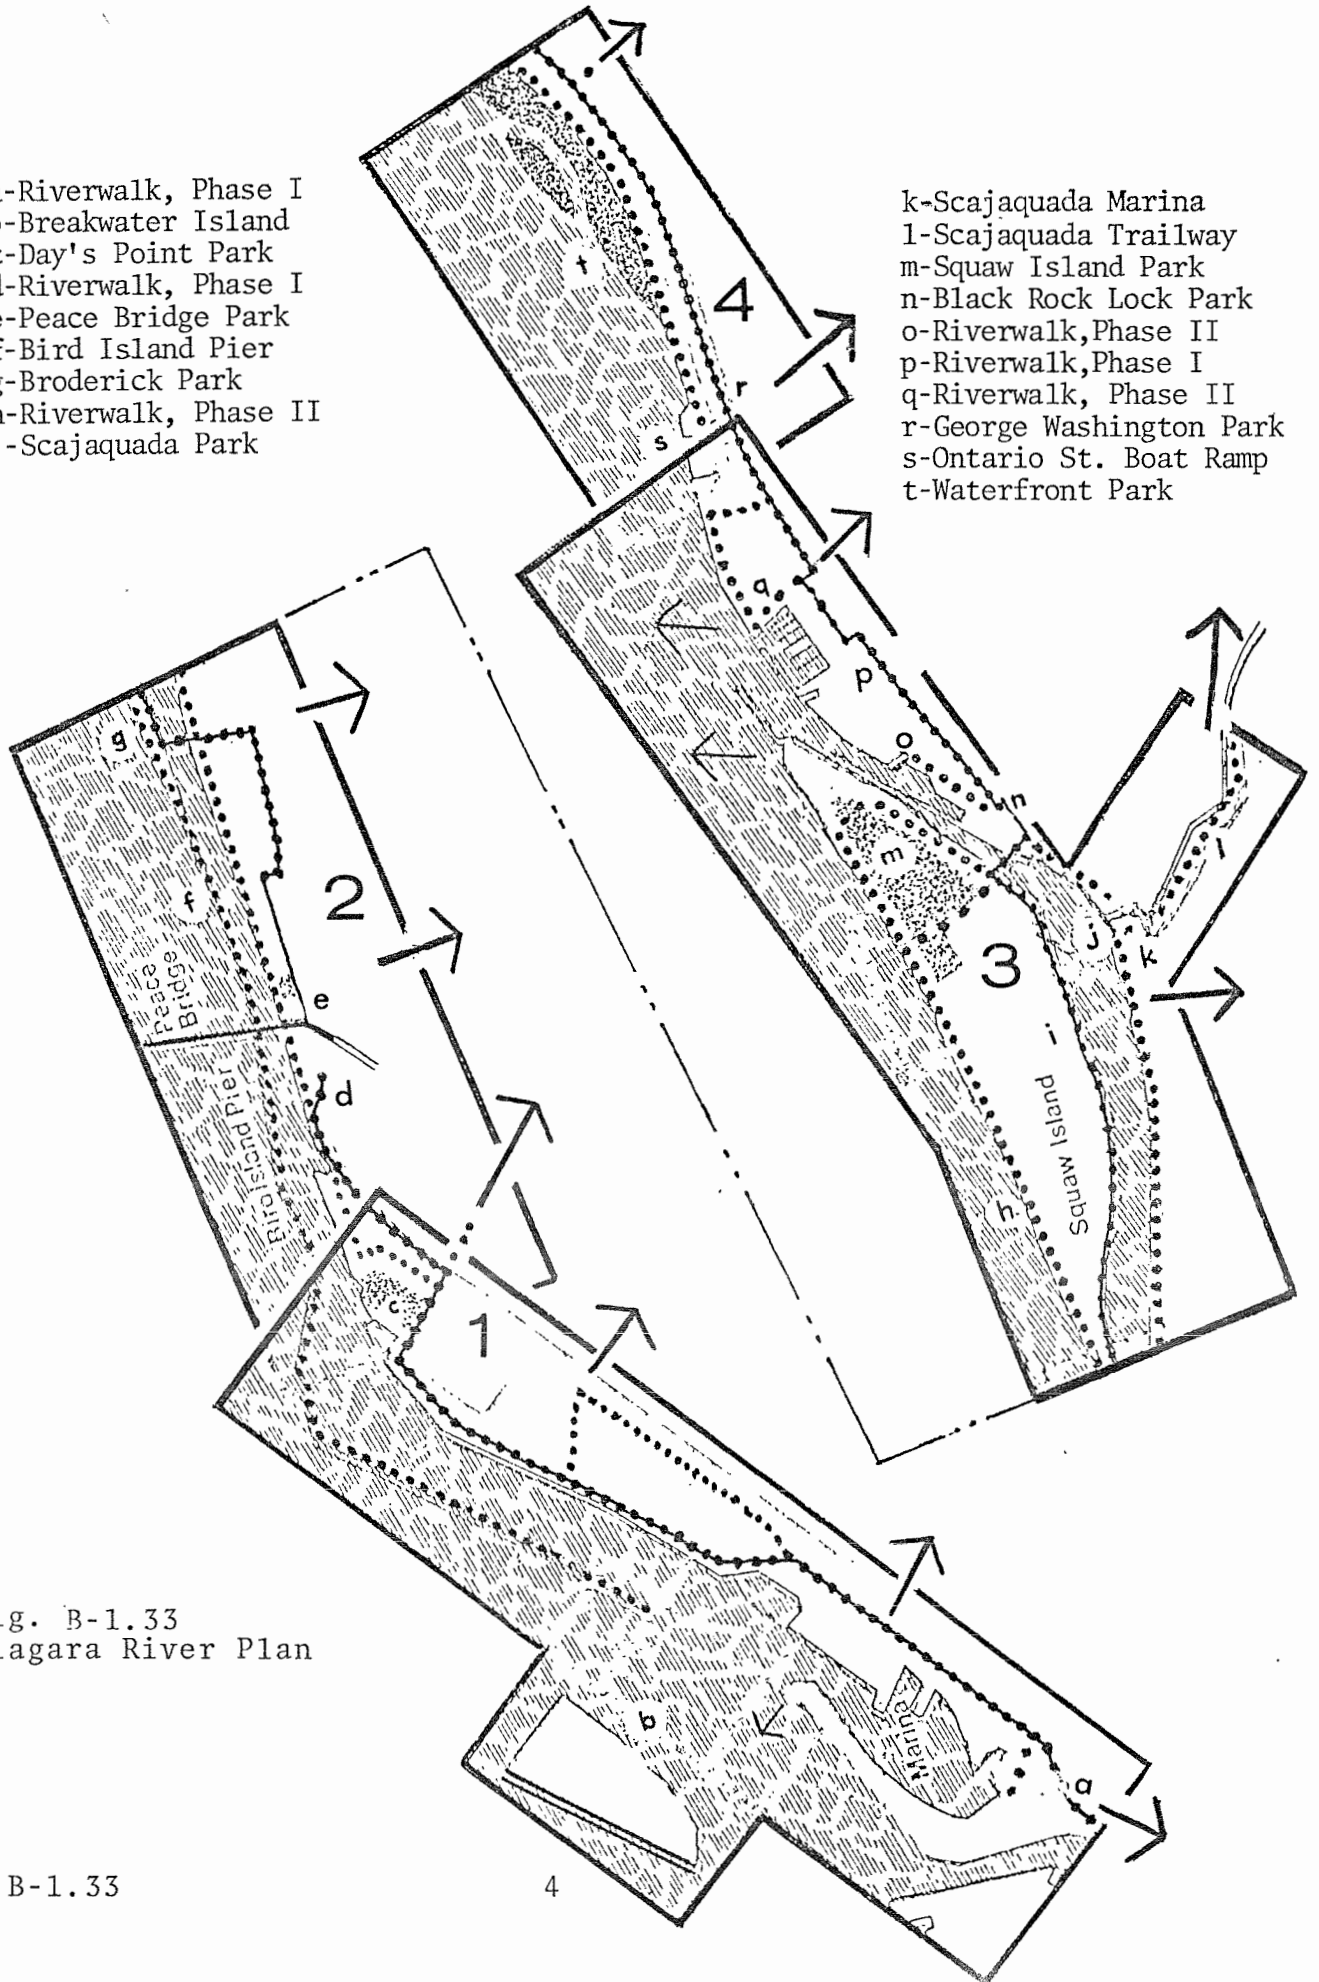 -Riverwalk, Phase I
-Breakwater Island
-Day's Point Park
-Riverwalk, Phase I
-Peace Bridge Park
-Bird Island Pier
-Broderick Park
-Riverwalk, Phase II
-Scajaquada Park
k-Scajaquada Marina
l-Scajaquada Trailway
m-Squaw Island Park
n-Black Rock Lock Park
o-Riverwalk,Phase II
p-Riverwalk,Phase I
q-Riverwalk, Phase II
r-George Washington Park
s-Ontario St. Boat Ramp
t-Waterfront Park
t
4
r
s
q
p
o
n
m
l
j
k
3
i
Squaw Island
h
g
f
2
Peace
Bridge
e
d
Bird Island Pier
c
1
b
Marina
a
g. B-1.33
agara River Plan
B-1.33
4